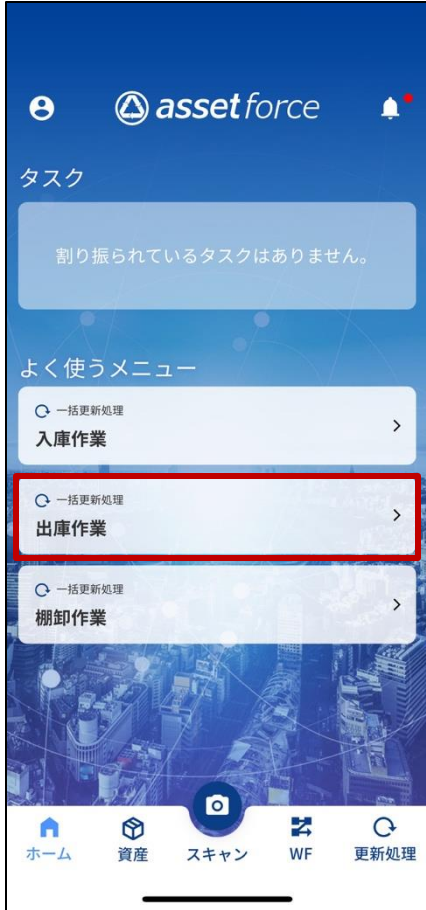 assetforce
タスク
割り振られているタスクはありません。
よく使うメニュー
一括更新処理
入庫作業
一括更新処理
出庫作業
一括更新処理
棚卸作業
ホーム 資産 スキャン WF 更新処理